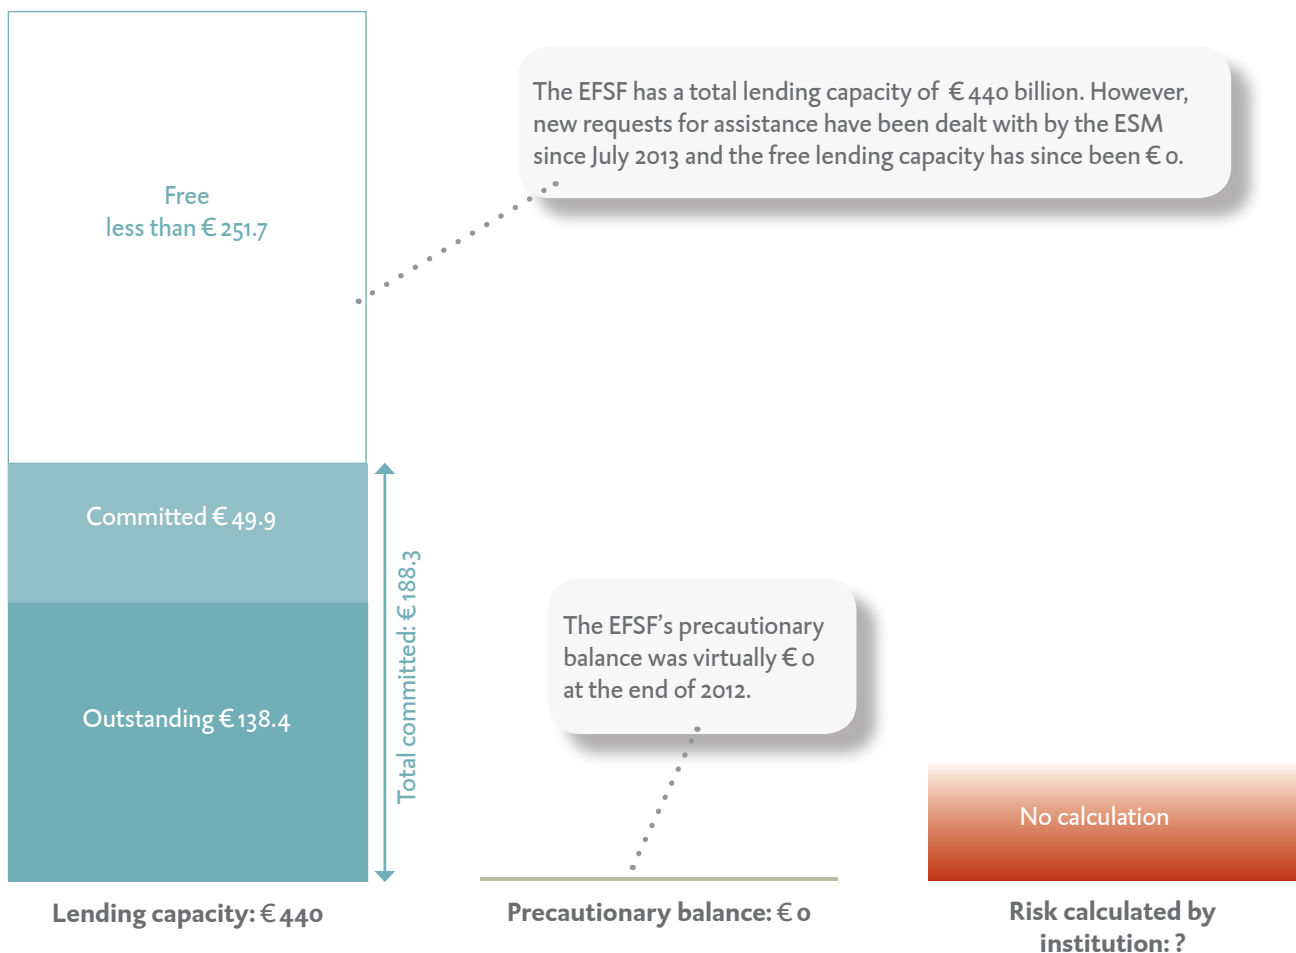 The EFSF has a total lending capacity of € 440 billion. However,
new requests for assistance have been dealt with by the ESM
since July 2013 and the free lending capacity has since been € 0.
Free
less than € 251.7
Committed € 49.9
Outstanding € 138.4
Total committed: € 188.3
The EFSF’s precautionary
balance was virtually € 0
at the end of 2012.
No calculation
Lending capacity: € 440
Precautionary balance: € 0
Risk calculated by
institution: ?